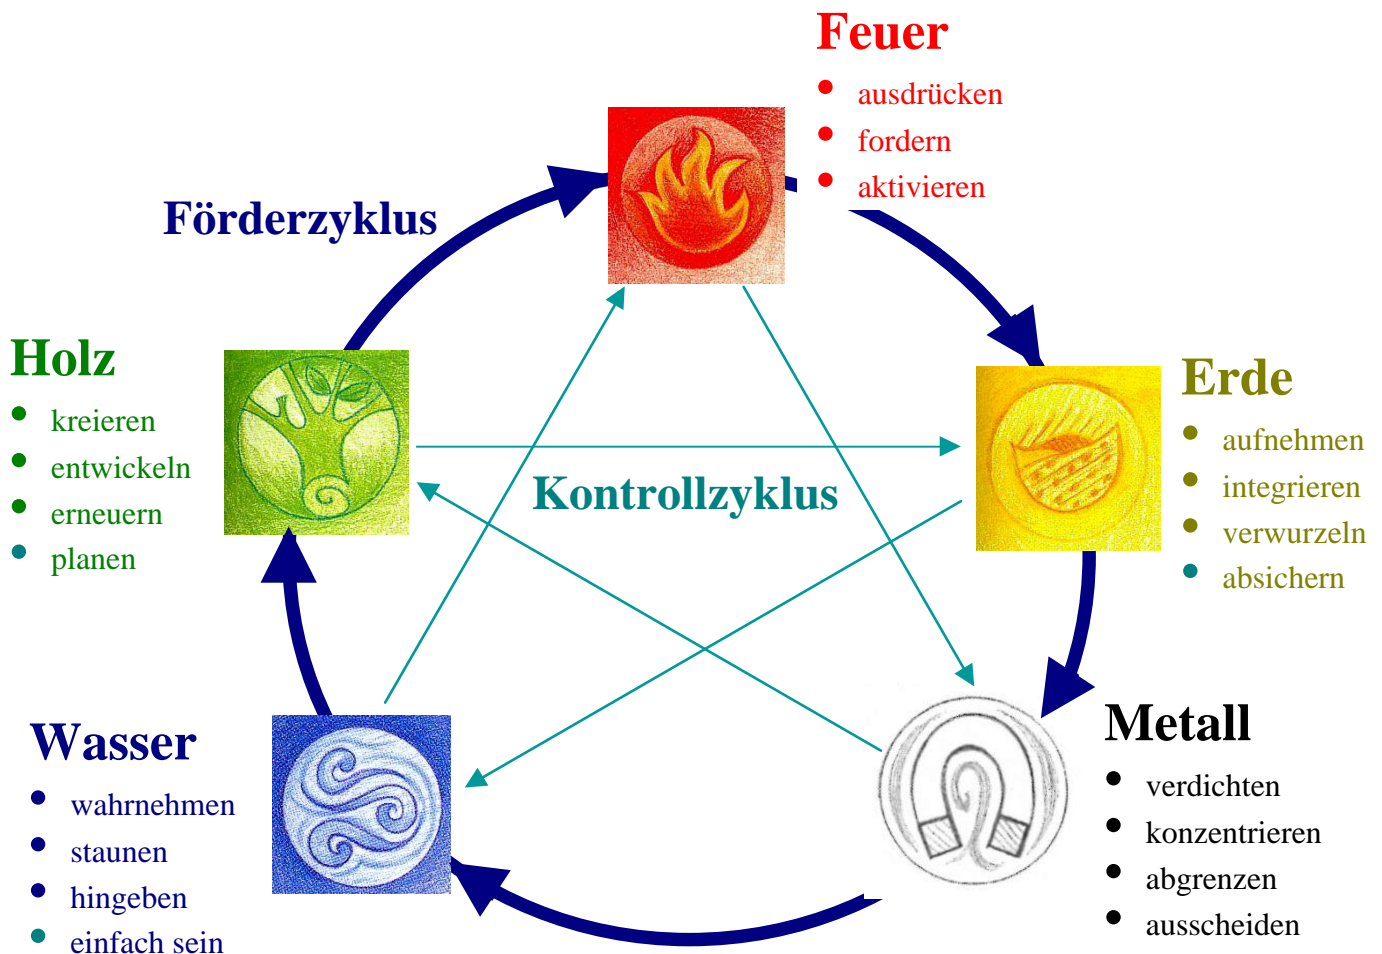 Feuer
• ausdrücken
• fordern
• aktivieren
Förderzyklus
Holz
• kreieren
• entwickeln
• erneuern
• planen
Erde
• aufnehmen
• integrieren
• verwurzeln
• absichern
Kontrollzyklus
Wasser
• wahrnehmen
• staunen
• hingeben
• einfach sein
Metall
• verdichten
• konzentrieren
• abgrenzen
• ausscheiden